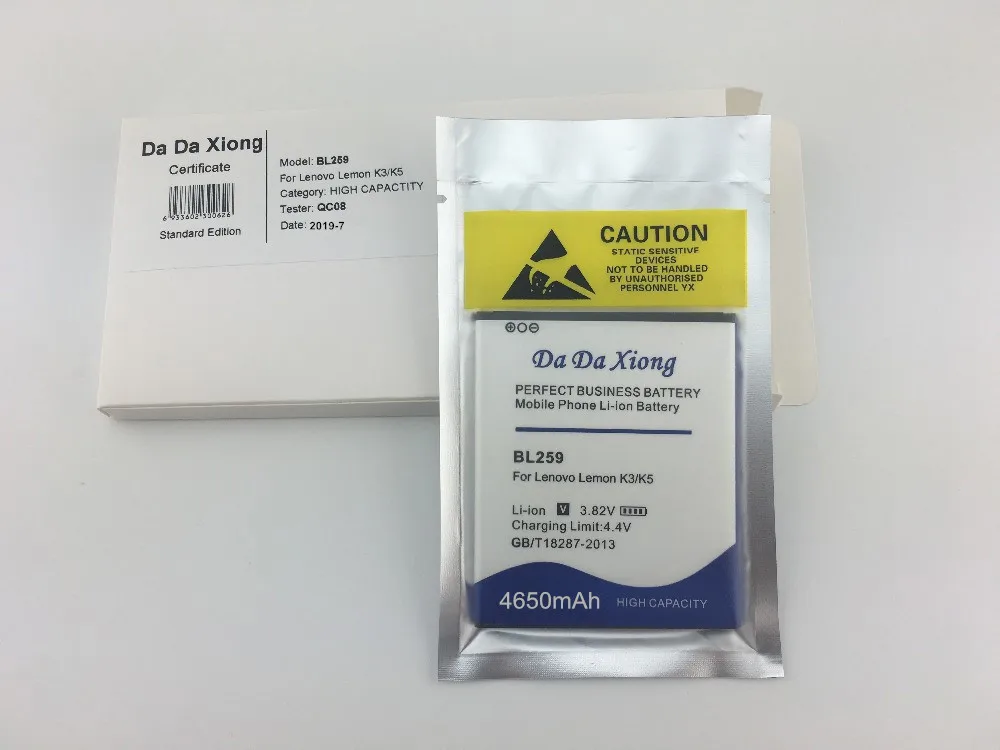 Da Da Xiong
Certificate
6 933602 300626
Standard Edition
Model: BL259
For Lenovo Lemon K3/K5
Category: HIGH CAPACTITY
Tester: QC08
Date: 2019-7
CAUTION
STATIC SENSITIVE
DEVICES
NOT TO BE HANDLED
BY UNAUTHORISED
PERSONNEL YX
Da Da Xiong
PERFECT BUSINESS BATTERY
Mobile Phone Li-ion Battery
BL259
For Lenovo Lemon K3/K5
Li-ion V 3.82V
Charging Limit:4.4V
GB/T18287-2013
4650mAh HIGH CAPACITY